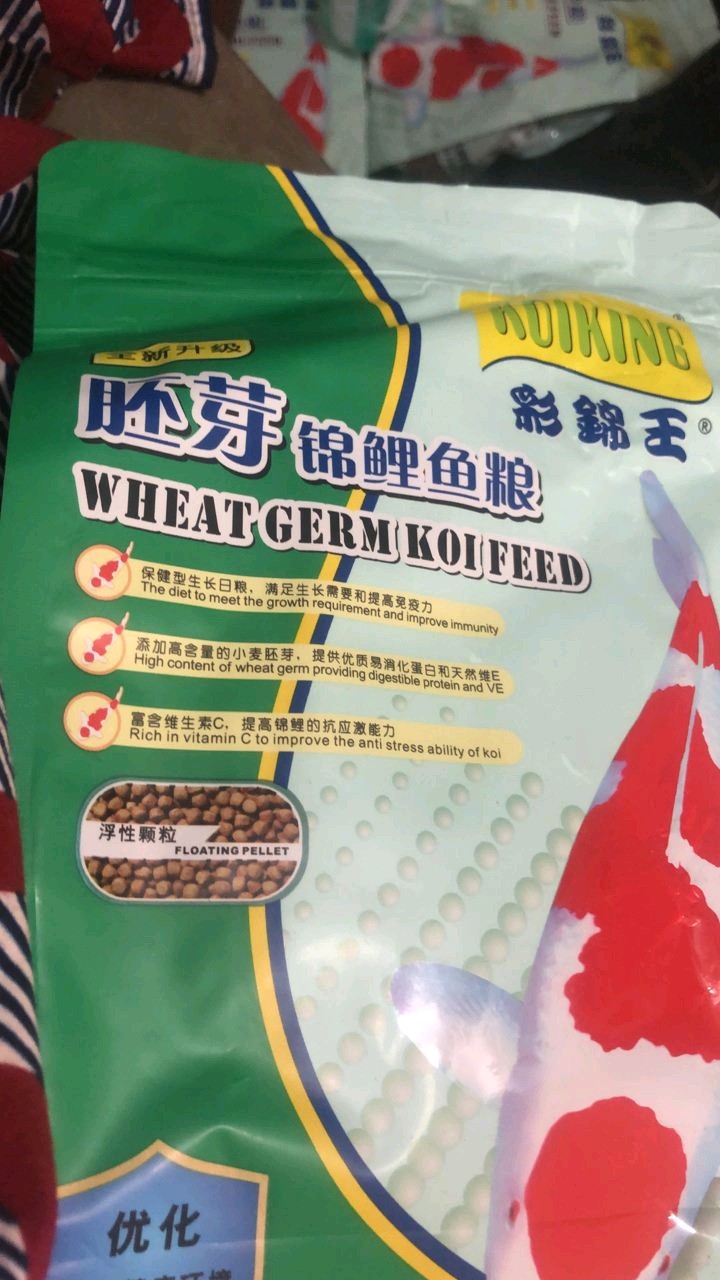 KOIKING
彩錦王®
全新升级
胚芽 锦鲤鱼粮
WHEAT GERM KOI FEED
保健型生长日粮，满足生长需要和提高免疫力
The diet to meet the growth requirement and improve immunity
添加高含量的小麦胚芽，提供优质易消化蛋白和天然维E
High content of wheat germ providing digestible protein and VE
富含维生素C，提高锦鲤的抗应激能力
Rich in vitamin C to improve the anti stress ability of koi
浮性颗粒
FLOATING PELLET
优化